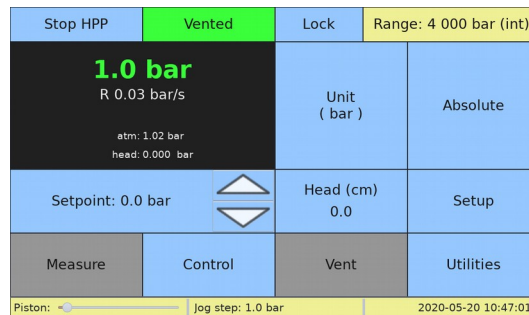 Stop HPP
Vented
Lock
Range: 4 000 bar (int)
1.0 bar
R 0.03 bar/s
atm: 1.02 bar
head: 0.000 bar
Unit
( bar )
Absolute
Setpoint: 0.0 bar
Head (cm)
0.0
Setup
Measure
Control
Vent
Utilities
Piston:
Jog step: 1.0 bar
2020-05-20 10:47:01